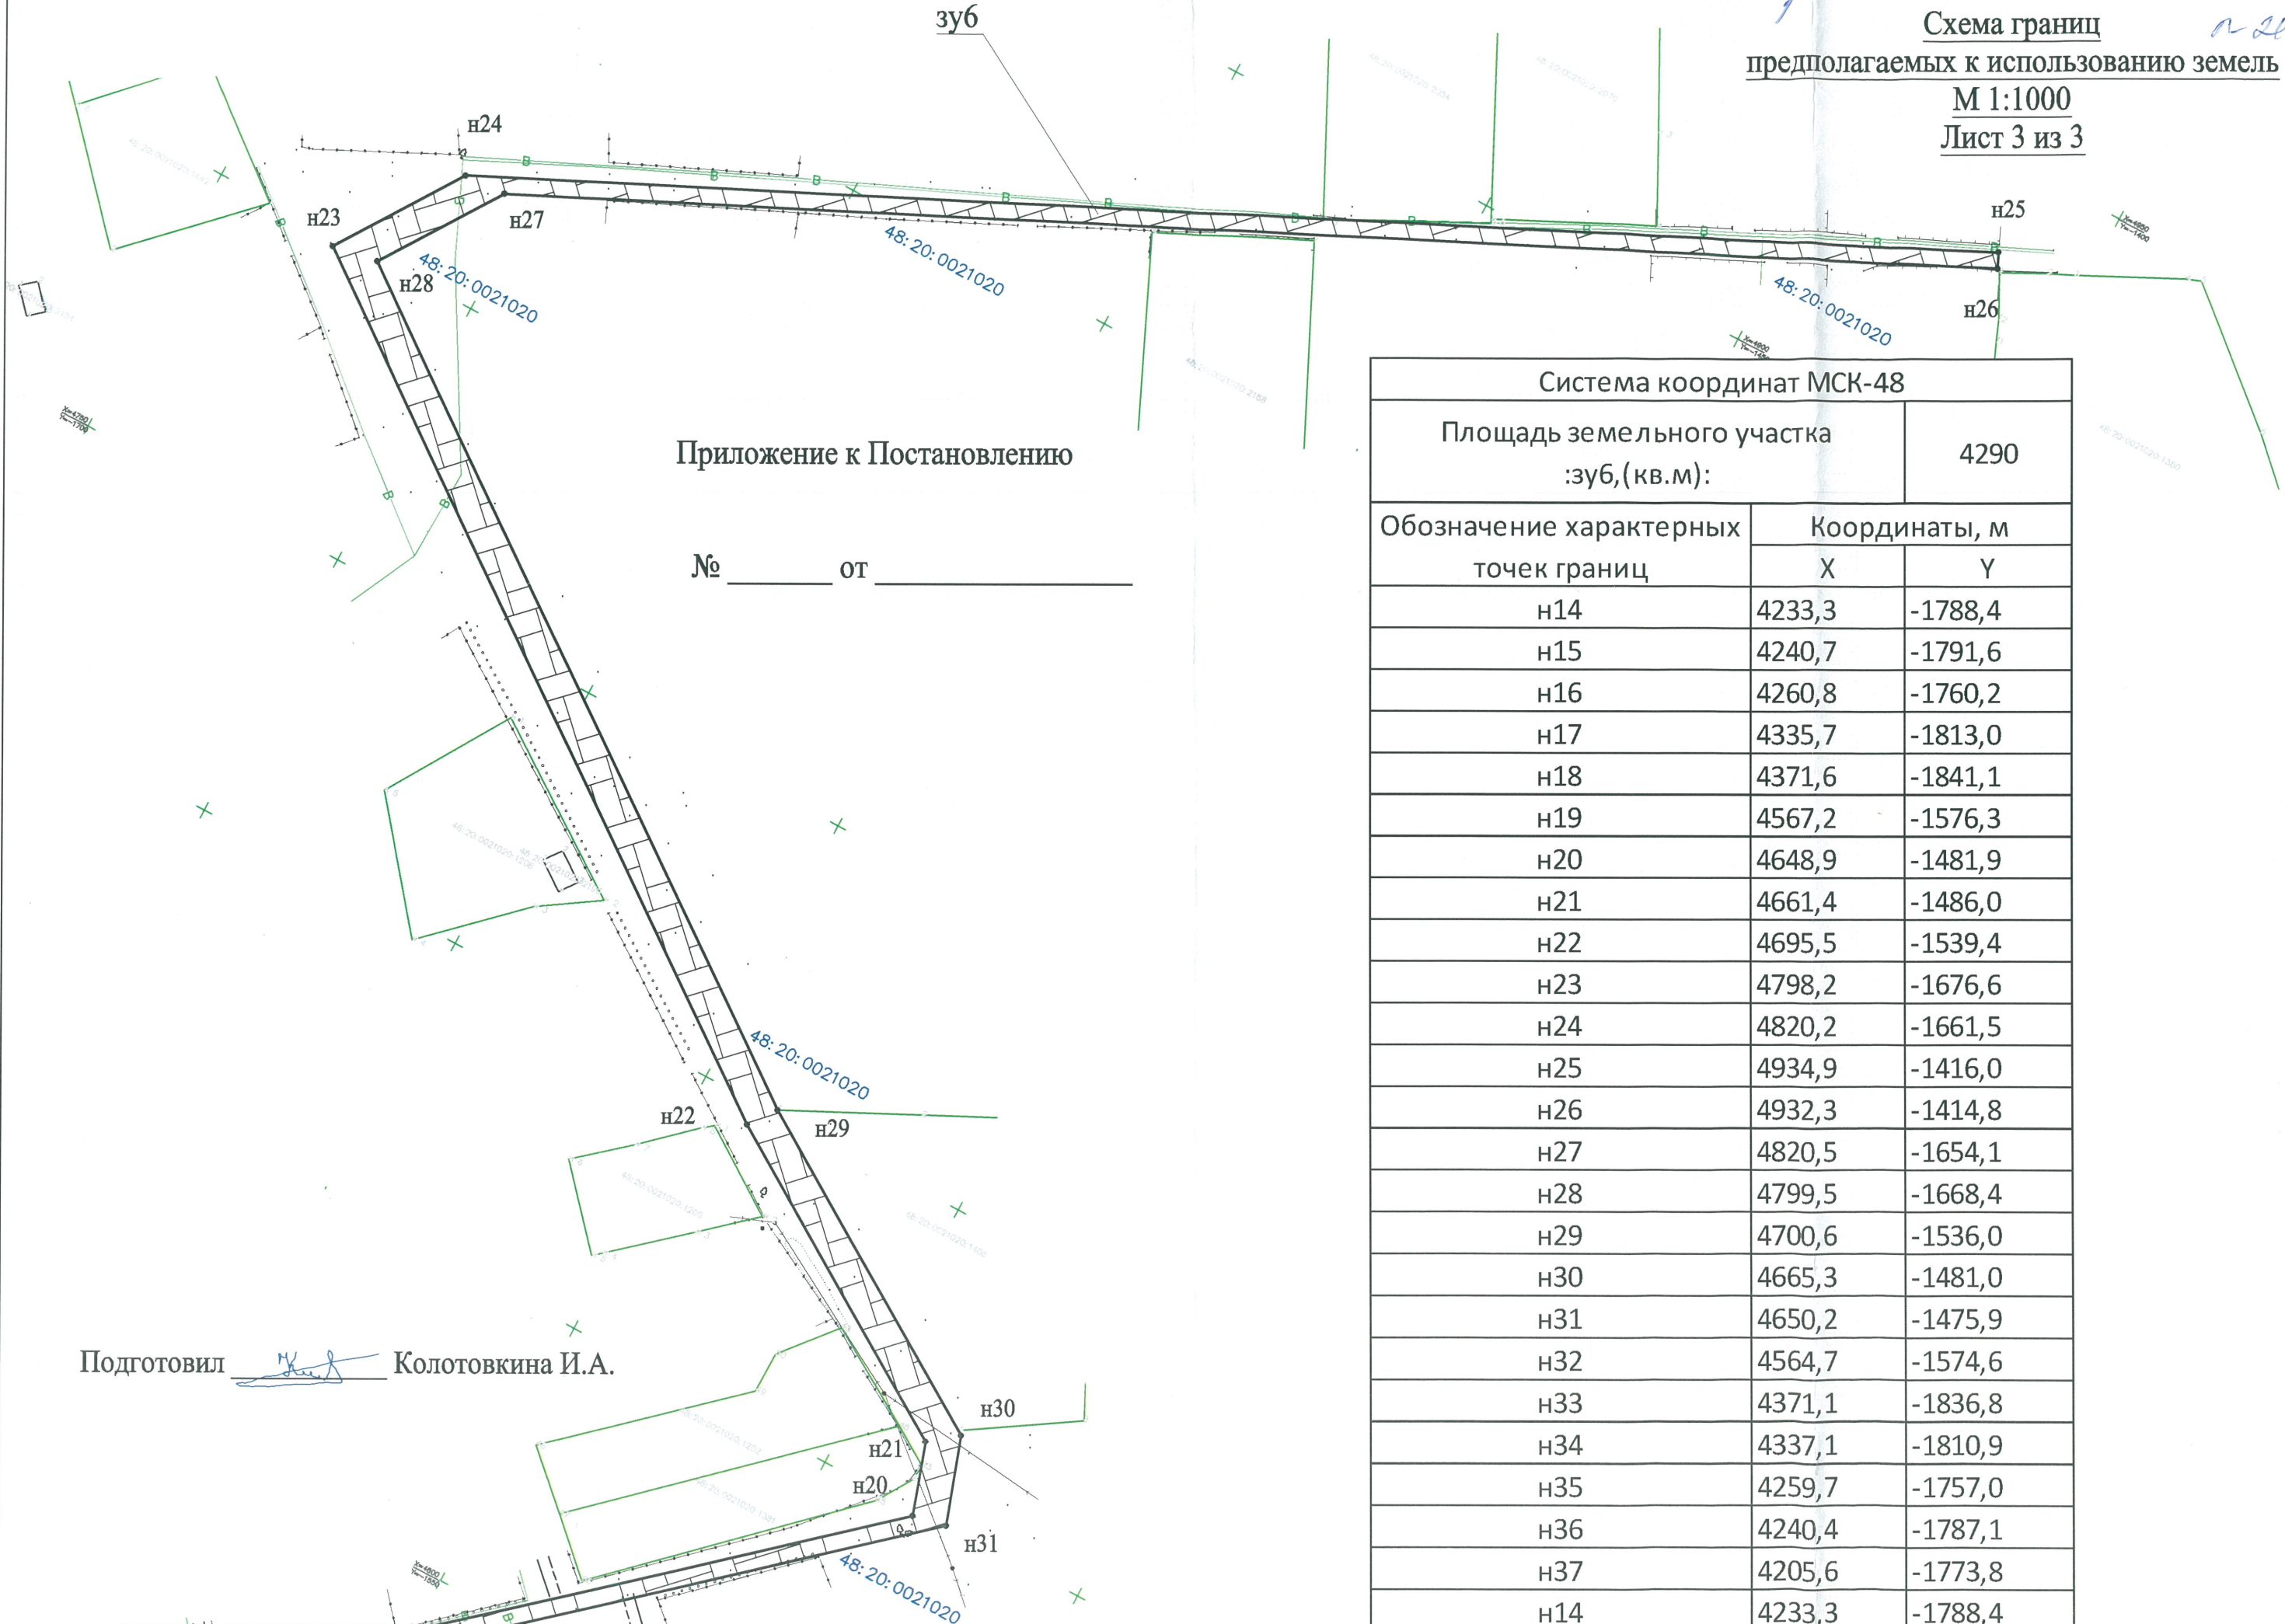 зу6
Схема границ
предполагаемых к использованию земель
М 1:1000
Лист 3 из 3
н24
н23
н27
н25
н28
н26
48:20:0021020
48:20:0021020
48:20:0021020
Приложение к Постановлению
№ ________ от ____________________
Система координат МСК-48
Площадь земельного участка :зу6,(кв.м): 4290
Обозначение характерных точек границ Координаты, м
X Y
н14 4233,3 -1788,4
н15 4240,7 -1791,6
н16 4260,8 -1760,2
н17 4335,7 -1813,0
н18 4371,6 -1841,1
н19 4567,2 -1576,3
н20 4648,9 -1481,9
н21 4661,4 -1486,0
н22 4695,5 -1539,4
н23 4798,2 -1676,6
н24 4820,2 -1661,5
н25 4934,9 -1416,0
н26 4932,3 -1414,8
н27 4820,5 -1654,1
н28 4799,5 -1668,4
н29 4700,6 -1536,0
н30 4665,3 -1481,0
н31 4650,2 -1475,9
н32 4564,7 -1574,6
н33 4371,1 -1836,8
н34 4337,1 -1810,9
н35 4259,7 -1757,0
н36 4240,4 -1787,1
н37 4205,6 -1773,8
н14 4233,3 -1788,4
48:20:0021020
н22
н29
Подготовил ________ Колотовкина И.А.
н30
н21
н20
н31
48:20:0021020